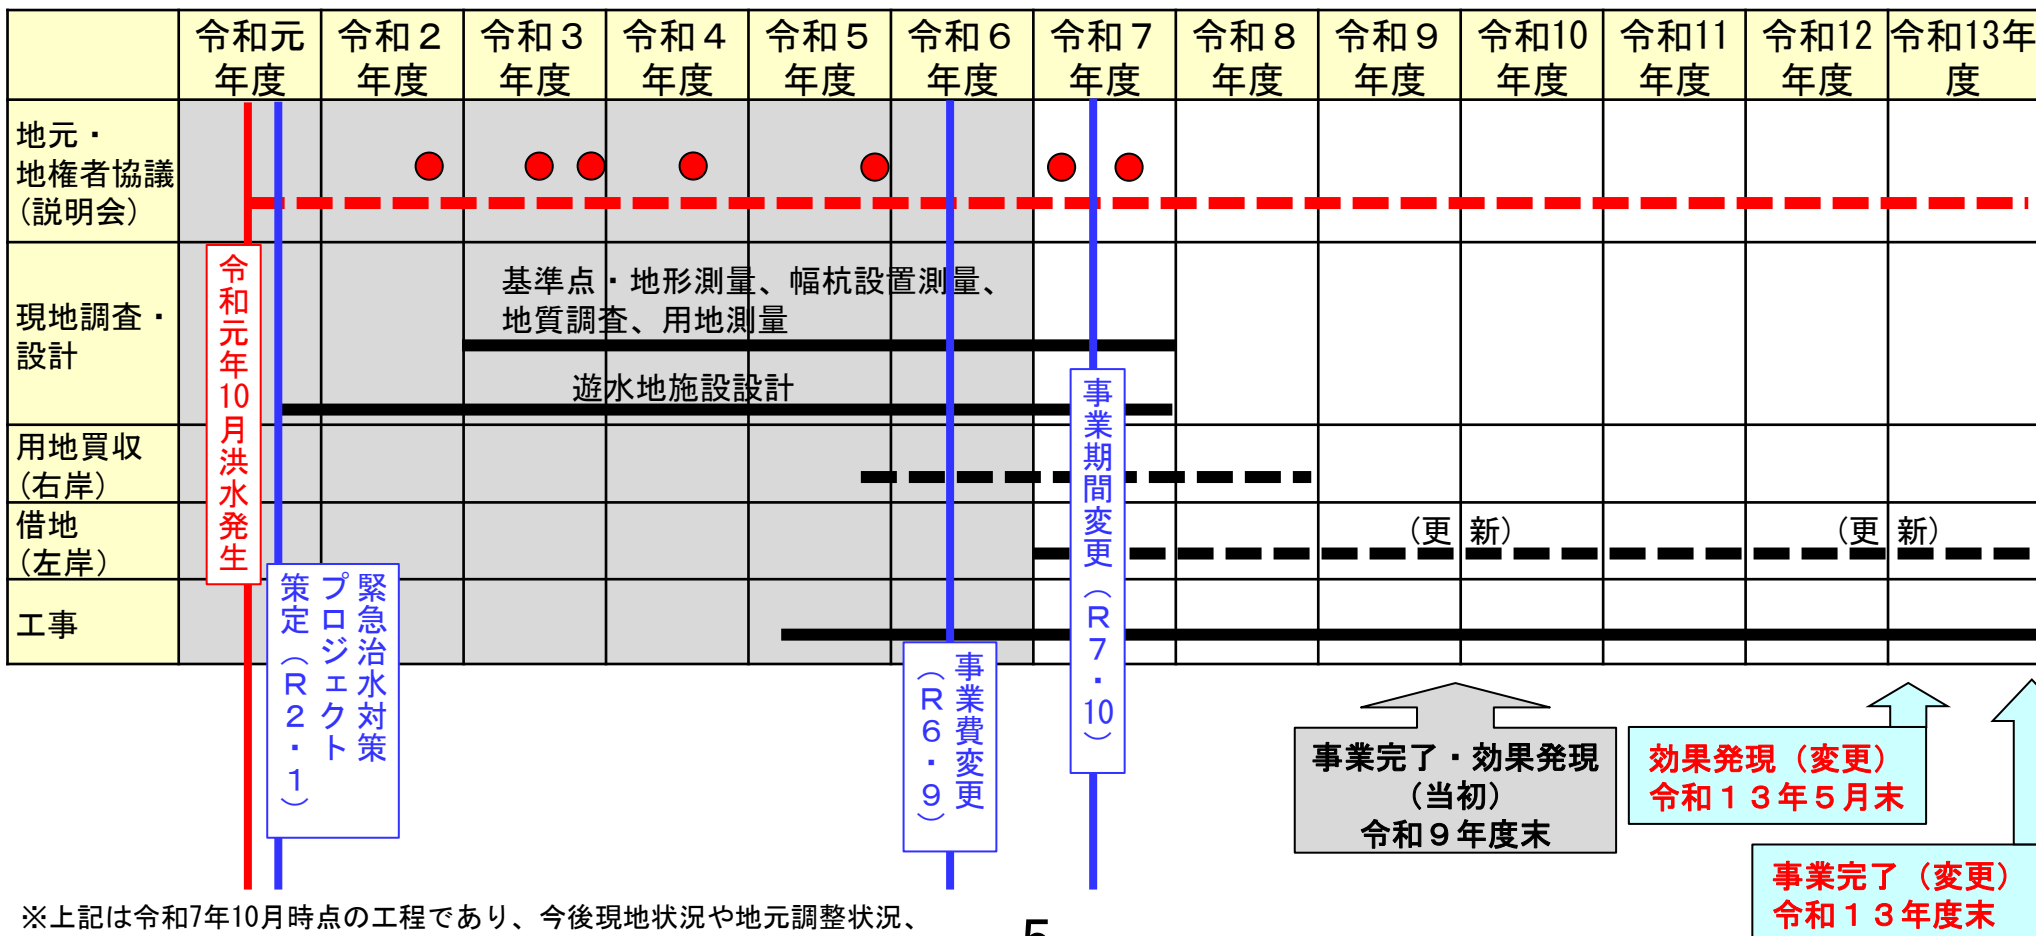 令和元年度
令和２年度
令和３年度
令和４年度
令和５年度
令和６年度
令和７年度
令和８年度
令和９年度
令和10年度
令和11年度
令和12年度
令和13年度
地元・
地権者協議
(説明会)
現地調査・
設計
基準点・地形測量、幅杭設置測量、
地質調査、用地測量
遊水地施設設計
用地買収
(右岸)
借地
(左岸)
(更新)
(更新)
工事
令和元年10月洪水発生
緊急治水対策
プロジェクト
策定（Ｒ２・１）
事業費変更
（Ｒ６・９）
事業期間変更（Ｒ７・10）
事業完了・効果発現
(当初)
令和９年度末
効果発現（変更）
令和１３年５月末
事業完了（変更）
令和１３年度末
※上記は令和7年10月時点の工程であり、今後現地状況や地元調整状況、
5